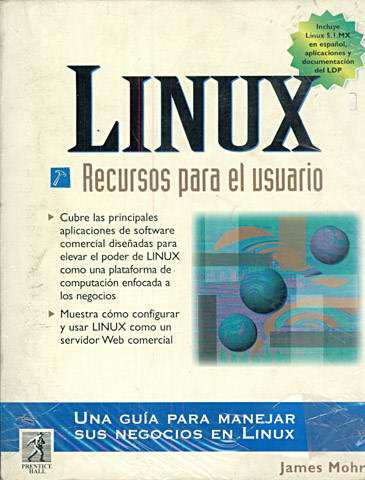 Incluye
Linux 5.1.MX
en español,
aplicaciones y
documentación
del LDP
LINUX
Recursos para el usuario
Cubre las principales
aplicaciones de software
comercial diseñadas para
elevar el poder de LINUX
como una plataforma de
computación enfocada a
los negocios
Muestra cómo configurar
y usar LINUX como un
servidor Web comercial
UNA GUÍA PARA MANEJAR
SUS NEGOCIOS EN LINUX
PRENTICE
HALL
James Mohr